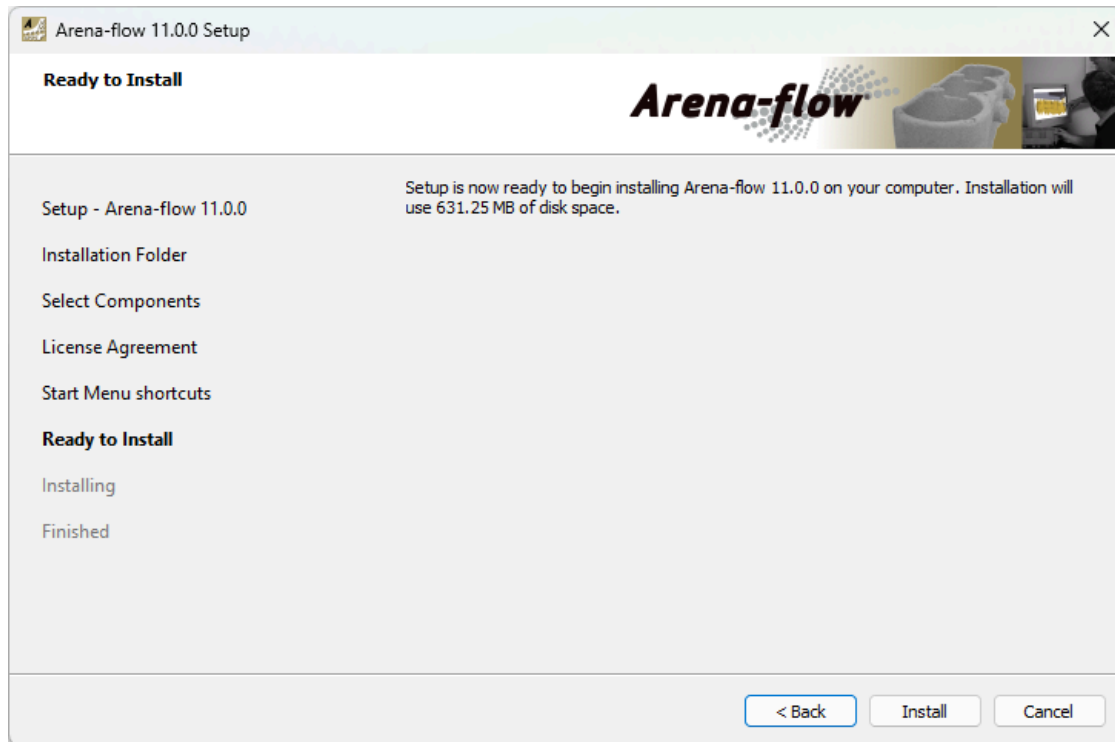 Arena-flow 11.0.0 Setup
Ready to Install
Arena-flow
Setup - Arena-flow 11.0.0
Installation Folder
Select Components
License Agreement
Start Menu shortcuts
Ready to Install
Installing
Finished
Setup is now ready to begin installing Arena-flow 11.0.0 on your computer. Installation will
use 631.25 MB of disk space.
< Back
Install
Cancel